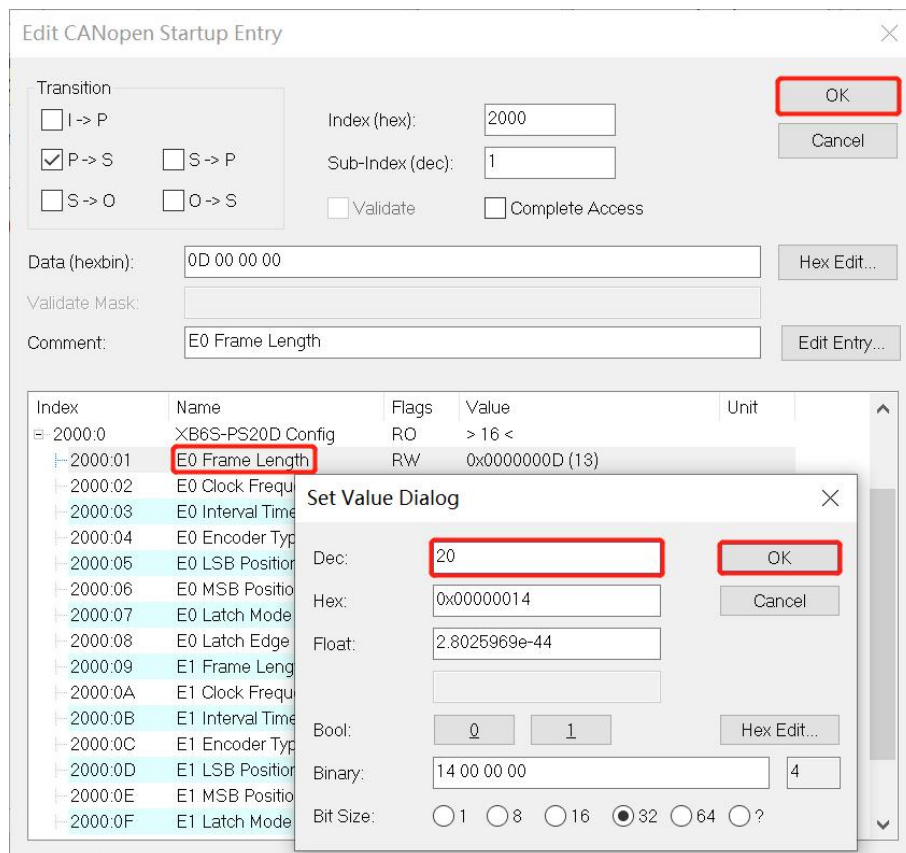 Edit CANopen Startup Entry
Transition
I -> P
P -> S
S -> P
S -> O
O -> S
Index (hex): 2000
Sub-Index (dec): 1
Validate
Complete Access
OK
Cancel
Data (hexbin): 0D 00 00 00 Hex Edit...
Validate Mask:
Comment: E0 Frame Length Edit Entry...
Index Name Flags Value Unit
2000:0 XB6S-PS20D Config RO > 16 <
2000:01 E0 Frame Length RW 0x0000000D (13)
2000:02 E0 Clock Frequ
2000:03 E0 Interval Time
2000:04 E0 Encoder Typ
2000:05 E0 LSB Position
2000:06 E0 MSB Positio
2000:07 E0 Latch Mode
2000:08 E0 Latch Edge
2000:09 E1 Frame Leng
2000:0A E1 Clock Frequ
2000:0B E1 Interval Time
2000:0C E1 Encoder Typ
2000:0D E1 LSB Position
2000:0E E1 MSB Positio
2000:0F E1 Latch Mode
Set Value Dialog
Dec: 20 OK
Hex: 0x00000014 Cancel
Float: 2.8025969e-44
Bool: 0 1 Hex Edit...
Binary: 14 00 00 00 4
Bit Size: 1 8 16 32 64 ?